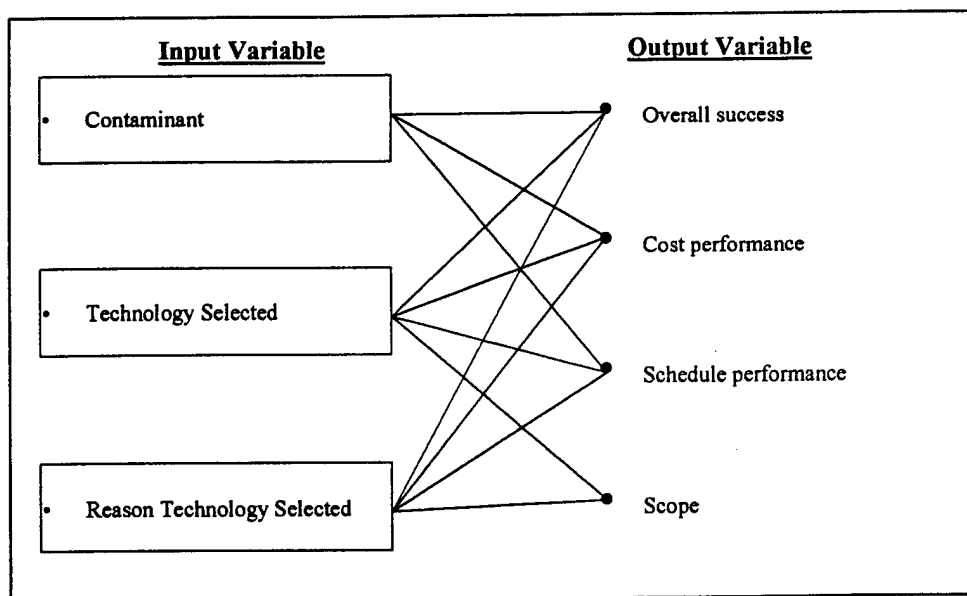 Input Variable
Output Variable
• Contaminant
Overall success
Cost performance
• Technology Selected
Schedule performance
• Reason Technology Selected
Scope